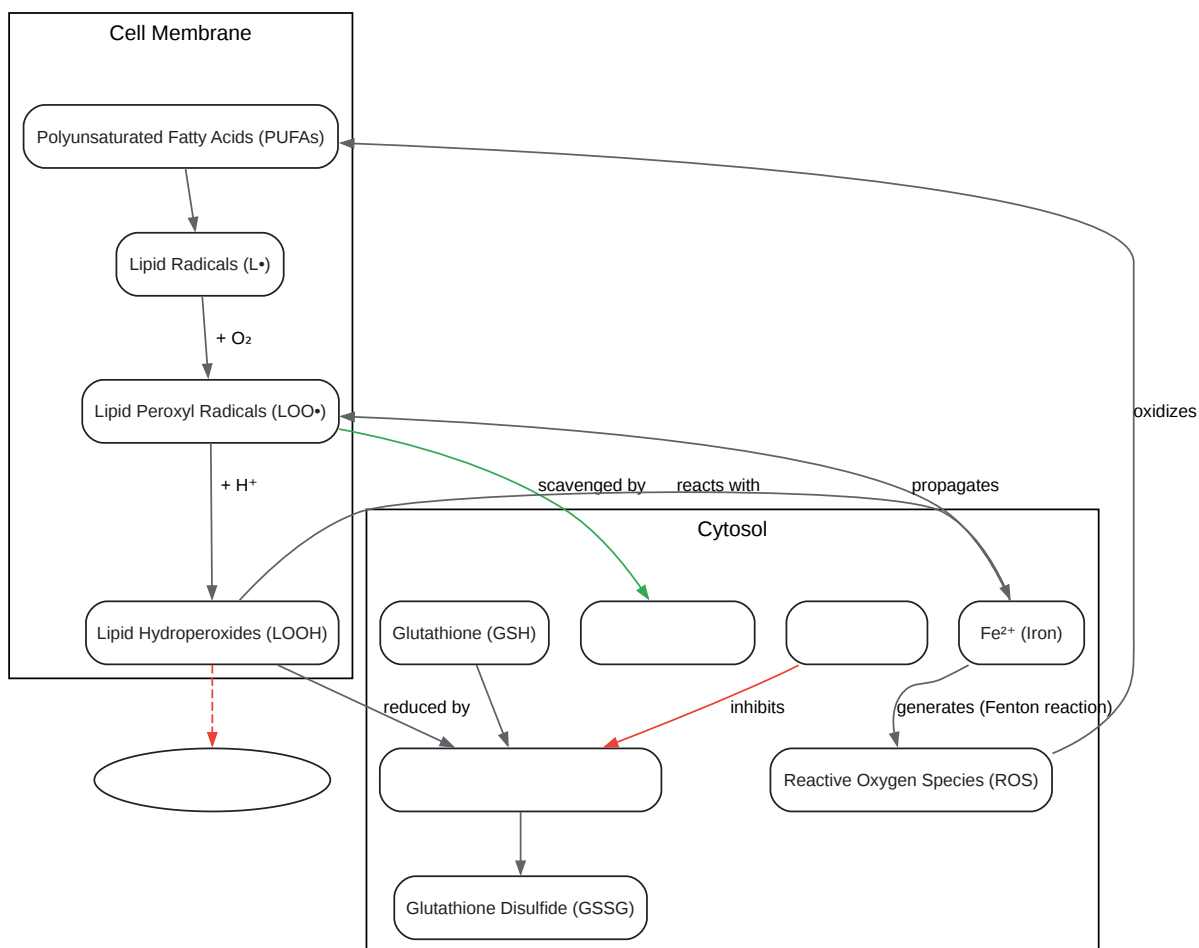 Cell Membrane
Polyunsaturated Fatty Acids (PUFAs)
Lipid Radicals (L•)
+ O₂
Lipid Peroxyl Radicals (LOO•)
oxidizes
+ H⁺
scavenged by
reacts with
propagates
Cytosol
Lipid Hydroperoxides (LOOH)
Glutathione (GSH)
Fe²⁺ (Iron)
reduced by
inhibits
generates (Fenton reaction)
Reactive Oxygen Species (ROS)
Glutathione Disulfide (GSSG)